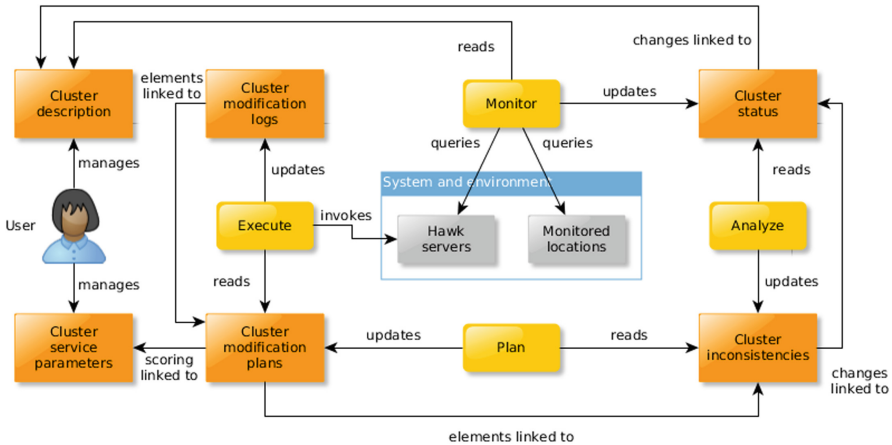 reads
changes linked to
elements
linked to
Cluster
description
Cluster
modification
logs
Monitor
updates
Cluster
status
queries
queries
manages
updates
reads
System and environment
User
Execute
invokes
Hawk
servers
Monitored
locations
Analyze
manages
reads
updates
Cluster
service
parameters
Cluster
modification
plans
updates
Plan
reads
Cluster
inconsistencies
scoring
linked to
changes
linked to
elements linked to